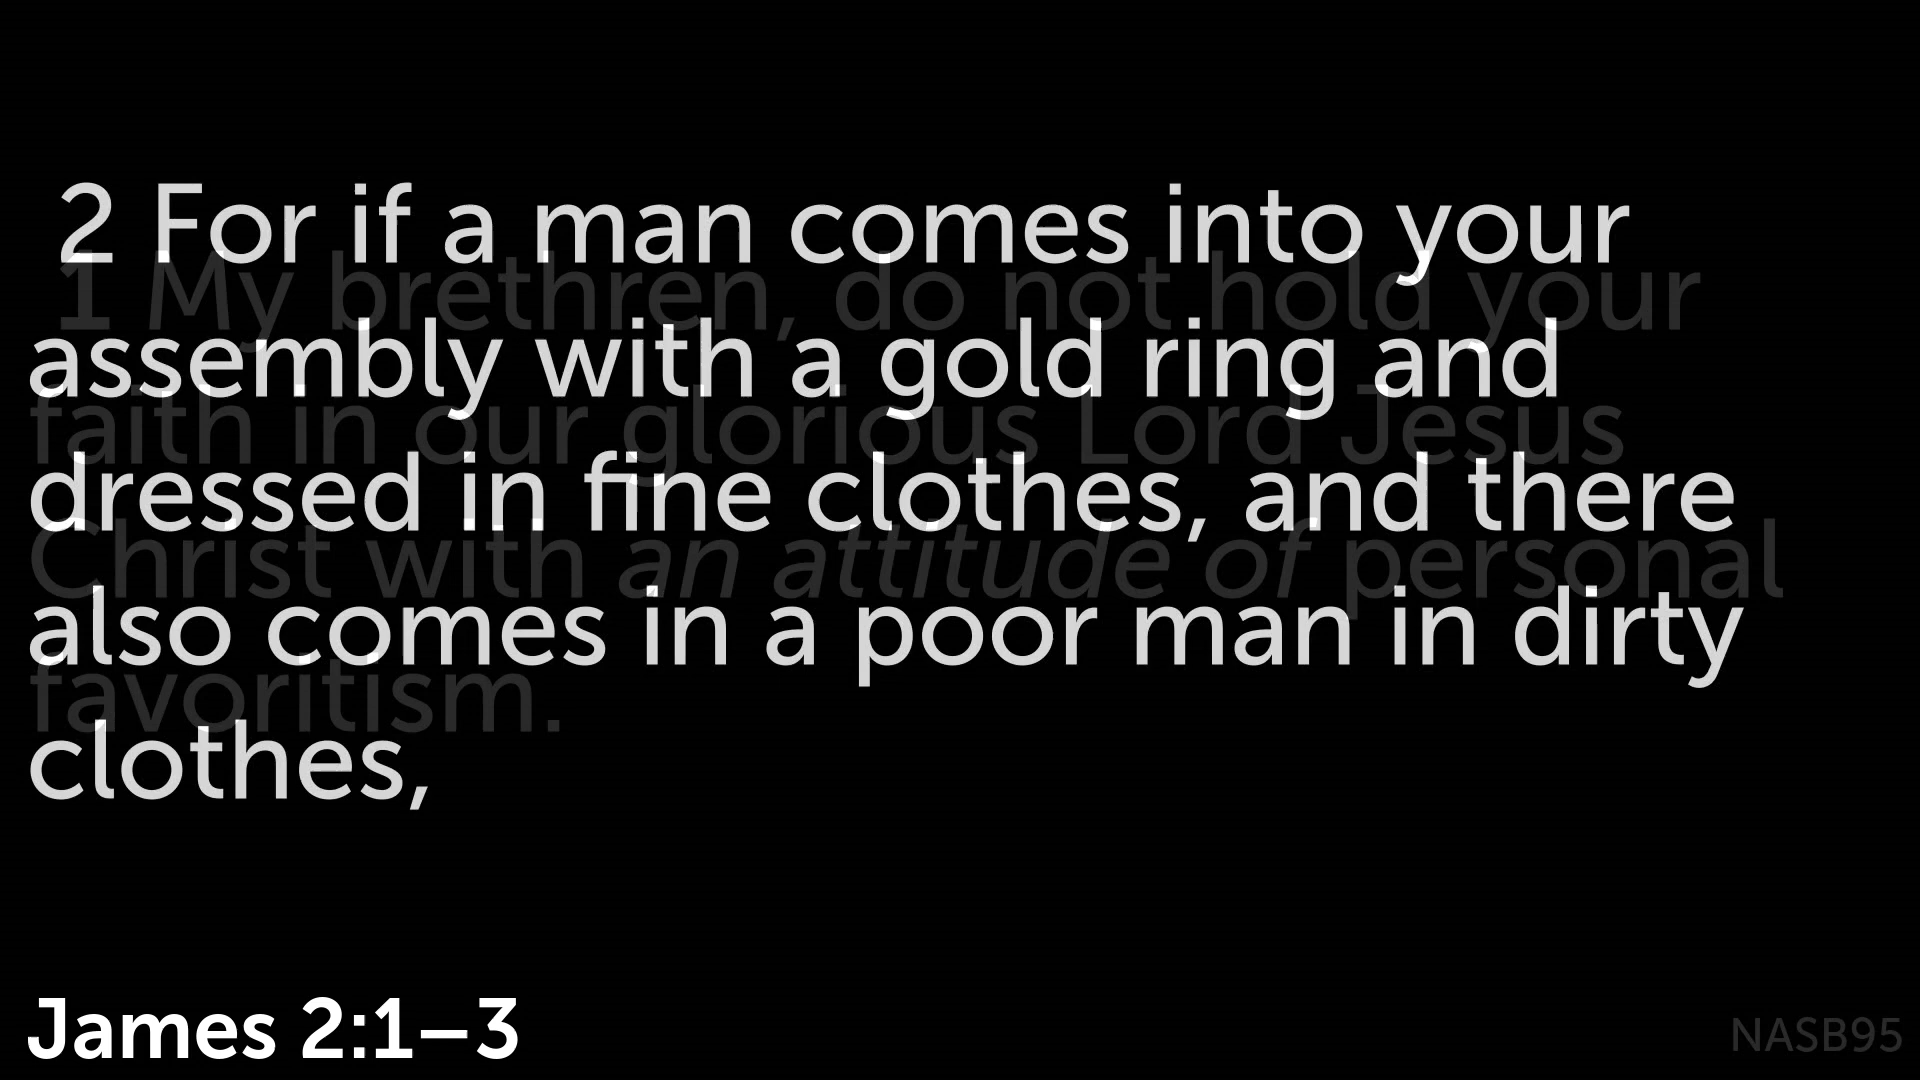 2 For if a man comes into your
1 My brethren, do not hold your
assembly with a gold ring and
faith in our glorious Lord Jesus
dressed in fine clothes, and there
Christ with an attitude of personal
also comes in a poor man in dirty
favoritism.
clothes,
James 2:1–3
NASB95